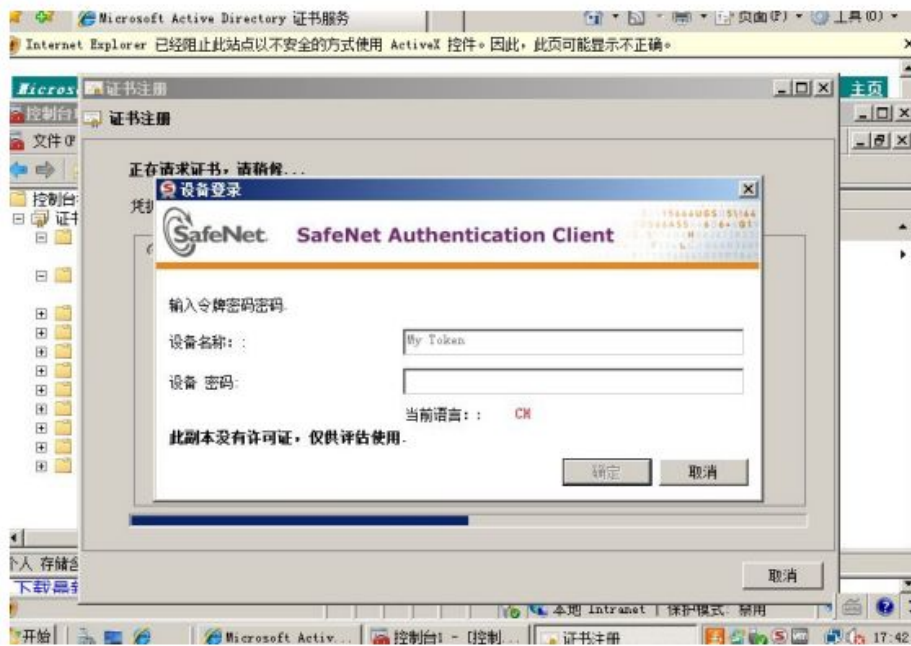 Microsoft Active Directory 证书服务
页面(P)
工具(O)
Internet Explorer 已经阻止此站点以不安全的方式使用 ActiveX 控件。因此，此页可能显示不正确。
Micros
证书注册
主页
控制台
证书注册
文件(F
正在请求证书，请稍候...
设备登录
控制台
凭据
证书
SafeNet
SafeNet Authentication Client
输入令牌密码密码.
设备名称: :
My Token
设备 密码:
当前语言: :
CH
此副本没有许可证，仅供评估使用.
确定
取消
个人 存储
取消
下载最新
本地 Intranet | 保护模式: 禁用
开始
Microsoft Activ...
控制台1 - [控制...
证书注册
17:42